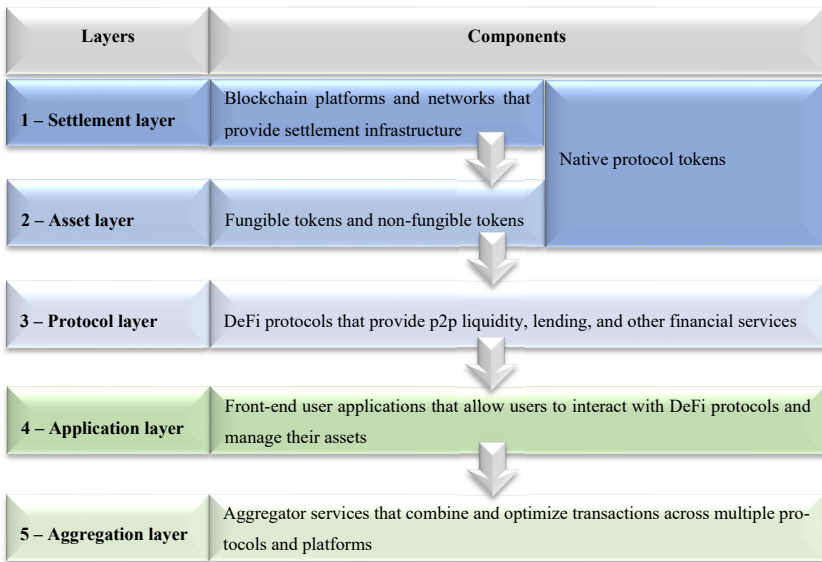 Layers
Components
1 – Settlement layer
Blockchain platforms and networks that
provide settlement infrastructure
Native protocol tokens
2 – Asset layer
Fungible tokens and non-fungible tokens
3 – Protocol layer
DeFi protocols that provide p2p liquidity, lending, and other financial services
4 – Application layer
Front-end user applications that allow users to interact with DeFi protocols and
manage their assets
5 – Aggregation layer
Aggregator services that combine and optimize transactions across multiple pro-
tocols and platforms